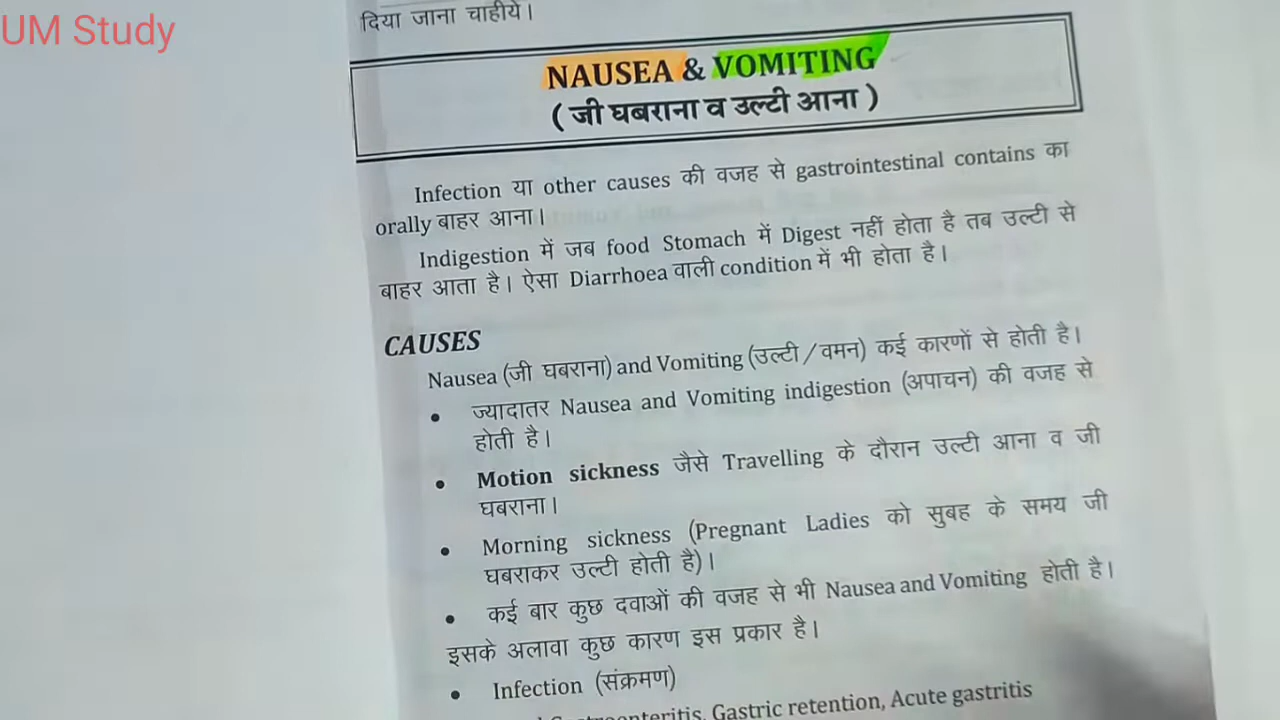 UM Study
दिया जाना चाहीये।
NAUSEA & VOMITING
( जी घबराना व उल्टी आना )
Infection या other causes की वजह से gastrointestinal contains का
orally बाहर आना।
Indigestion में जब food Stomach में Digest नहीं होता है तब उल्टी से
बाहर आता है। ऐसा Diarrhoea वाली condition में भी होता है।
CAUSES
Nausea (जी घबराना) and Vomiting (उल्टी / वमन) कई कारणों से होती है।
• ज्यादातर Nausea and Vomiting indigestion (अपाचन) की वजह से
होती है।
• Motion sickness जैसे Travelling के दौरान उल्टी आना व जी
घबराना।
• Morning sickness (Pregnant Ladies को सुबह के समय जी
घबराकर उल्टी होती है)।
• कई बार कुछ दवाओं की वजह से भी Nausea and Vomiting होती है।
इसके अलावा कुछ कारण इस प्रकार है।
• Infection (संक्रमण)
Gastric retention, Acute gastritis